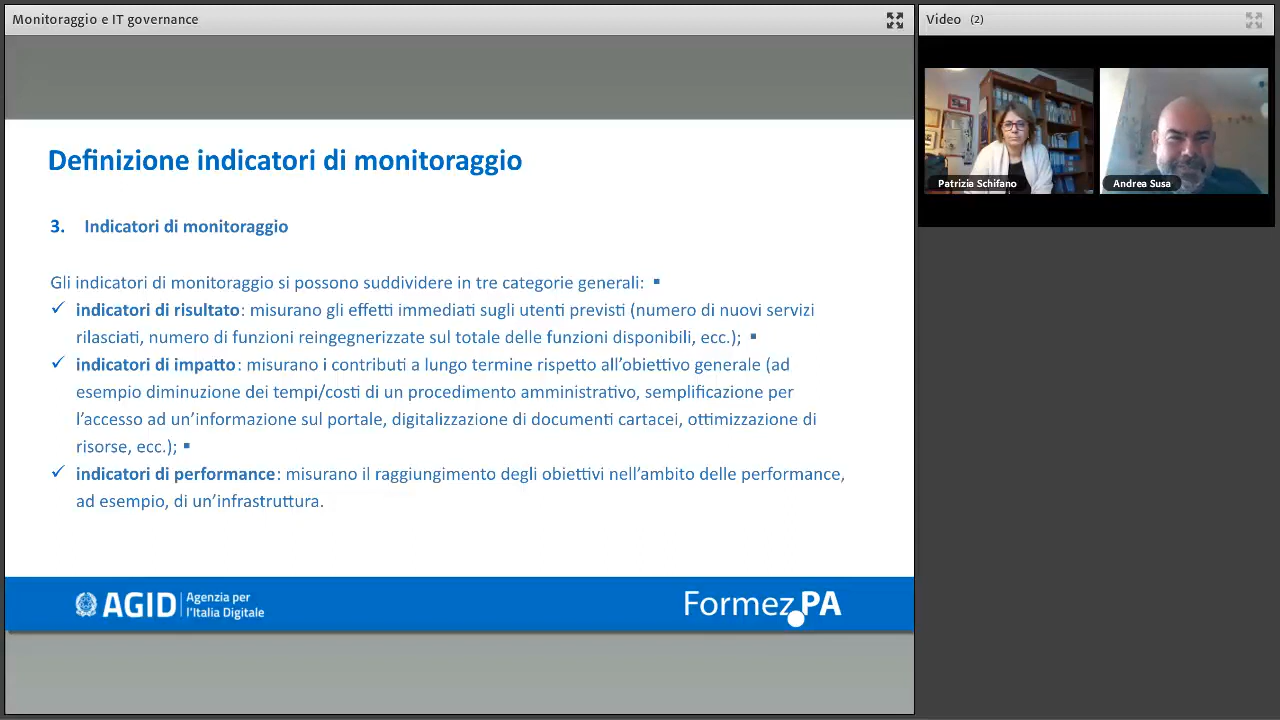 Monitoraggio e IT governance
Video (2)
Patrizia Schifano
Andrea Susa
Definizione indicatori di monitoraggio
3. Indicatori di monitoraggio
Gli indicatori di monitoraggio si possono suddividere in tre categorie generali: ▪
✓ indicatori di risultato: misurano gli effetti immediati sugli utenti previsti (numero di nuovi servizi
rilasciati, numero di funzioni reingegnerizzate sul totale delle funzioni disponibili, ecc.); ▪
✓ indicatori di impatto: misurano i contributi a lungo termine rispetto all’obiettivo generale (ad
esempio diminuzione dei tempi/costi di un procedimento amministrativo, semplificazione per
l’accesso ad un’informazione sul portale, digitalizzazione di documenti cartacei, ottimizzazione di
risorse, ecc.); ▪
✓ indicatori di performance: misurano il raggiungimento degli obiettivi nell’ambito delle performance,
ad esempio, di un’infrastruttura.
AGID
Agenzia per
l’Italia Digitale
Formez.PA